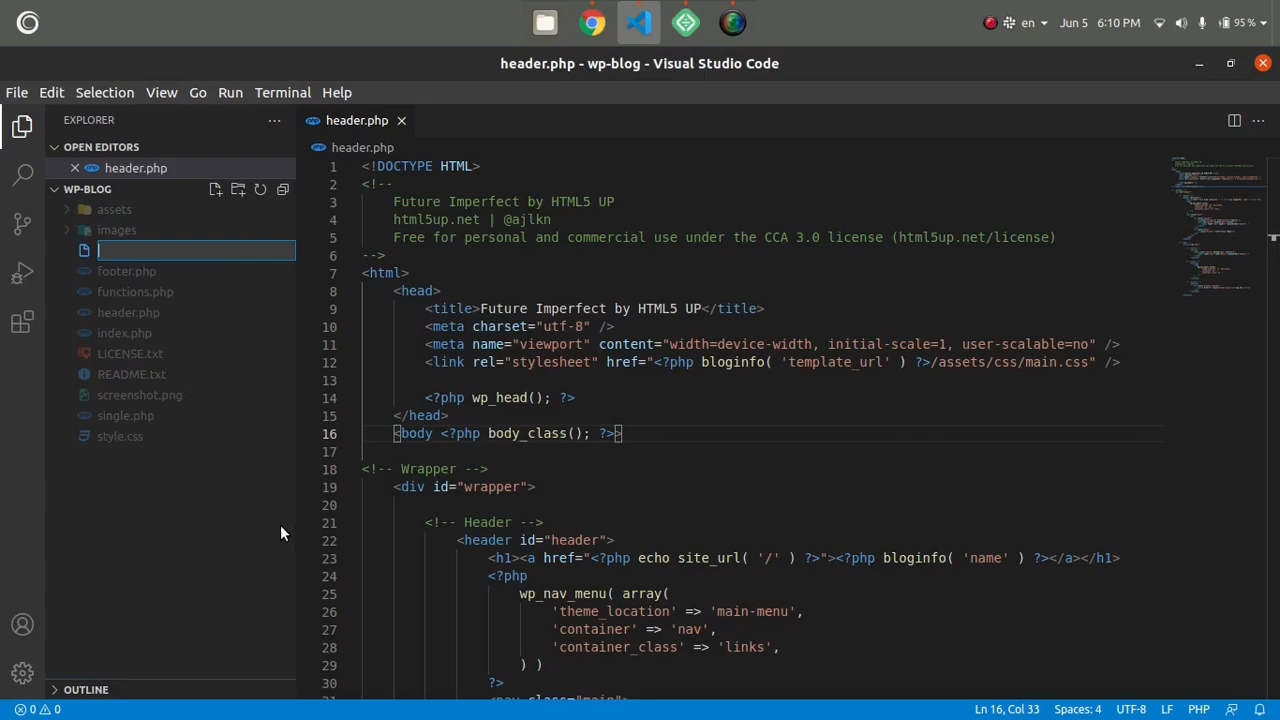 en
Jun 5 6:10 PM
95 %
header.php - wp-blog - Visual Studio Code
File Edit Selection View Go Run Terminal Help
EXPLORER
OPEN EDITORS
header.php
WP-BLOG
assets
images
footer.php
functions.php
header.php
index.php
LICENSE.txt
README.txt
screenshot.png
single.php
style.css
OUTLINE
header.php
header.php
1 <!DOCTYPE HTML>
2 <!--
3 Future Imperfect by HTML5 UP
4 html5up.net | @ajlkn
5 Free for personal and commercial use under the CCA 3.0 license (html5up.net/license)
6 -->
7 <html>
8 <head>
9 <title>Future Imperfect by HTML5 UP</title>
10 <meta charset="utf-8" />
11 <meta name="viewport" content="width=device-width, initial-scale=1, user-scalable=no" />
12 <link rel="stylesheet" href="<?php bloginfo( 'template_url' ) ?>/assets/css/main.css" />
13
14 <?php wp_head(); ?>
15 </head>
16 <body <?php body_class(); ?>>
17
18 <!-- Wrapper -->
19 <div id="wrapper">
20
21 <!-- Header -->
22 <header id="header">
23 <h1><a href="<?php echo site_url( '/' ) ?>"><?php bloginfo( 'name' ) ?></a></h1>
24 <?php
25 wp_nav_menu( array(
26 'theme_location' => 'main-menu',
27 'container' => 'nav',
28 'container_class' => 'links',
29 ) )
30 ?>
31 <nav class="main">
0 0
Ln 16, Col 33 Spaces: 4 UTF-8 LF PHP